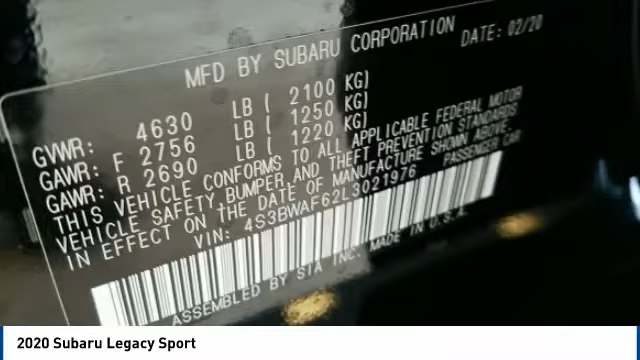 MFD BY SUBARU CORPORATION DATE: 02/20
GVWR: 4630 LB ( 2100 KG)
GAWR: F 2756 LB ( 1250 KG)
GAWR: R 2690 LB ( 1220 KG)
THIS VEHICLE CONFORMS TO ALL APPLICABLE FEDERAL MOTOR
VEHICLE SAFETY, BUMPER AND THEFT PREVENTION STANDARDS
IN EFFECT ON THE DATE OF MANUFACTURE SHOWN ABOVE.
VIN: 4S3BWAF62L3021976 PASSENGER CAR
ASSEMBLED BY SIA INC. MADE IN U.S.A.
2020 Subaru Legacy Sport